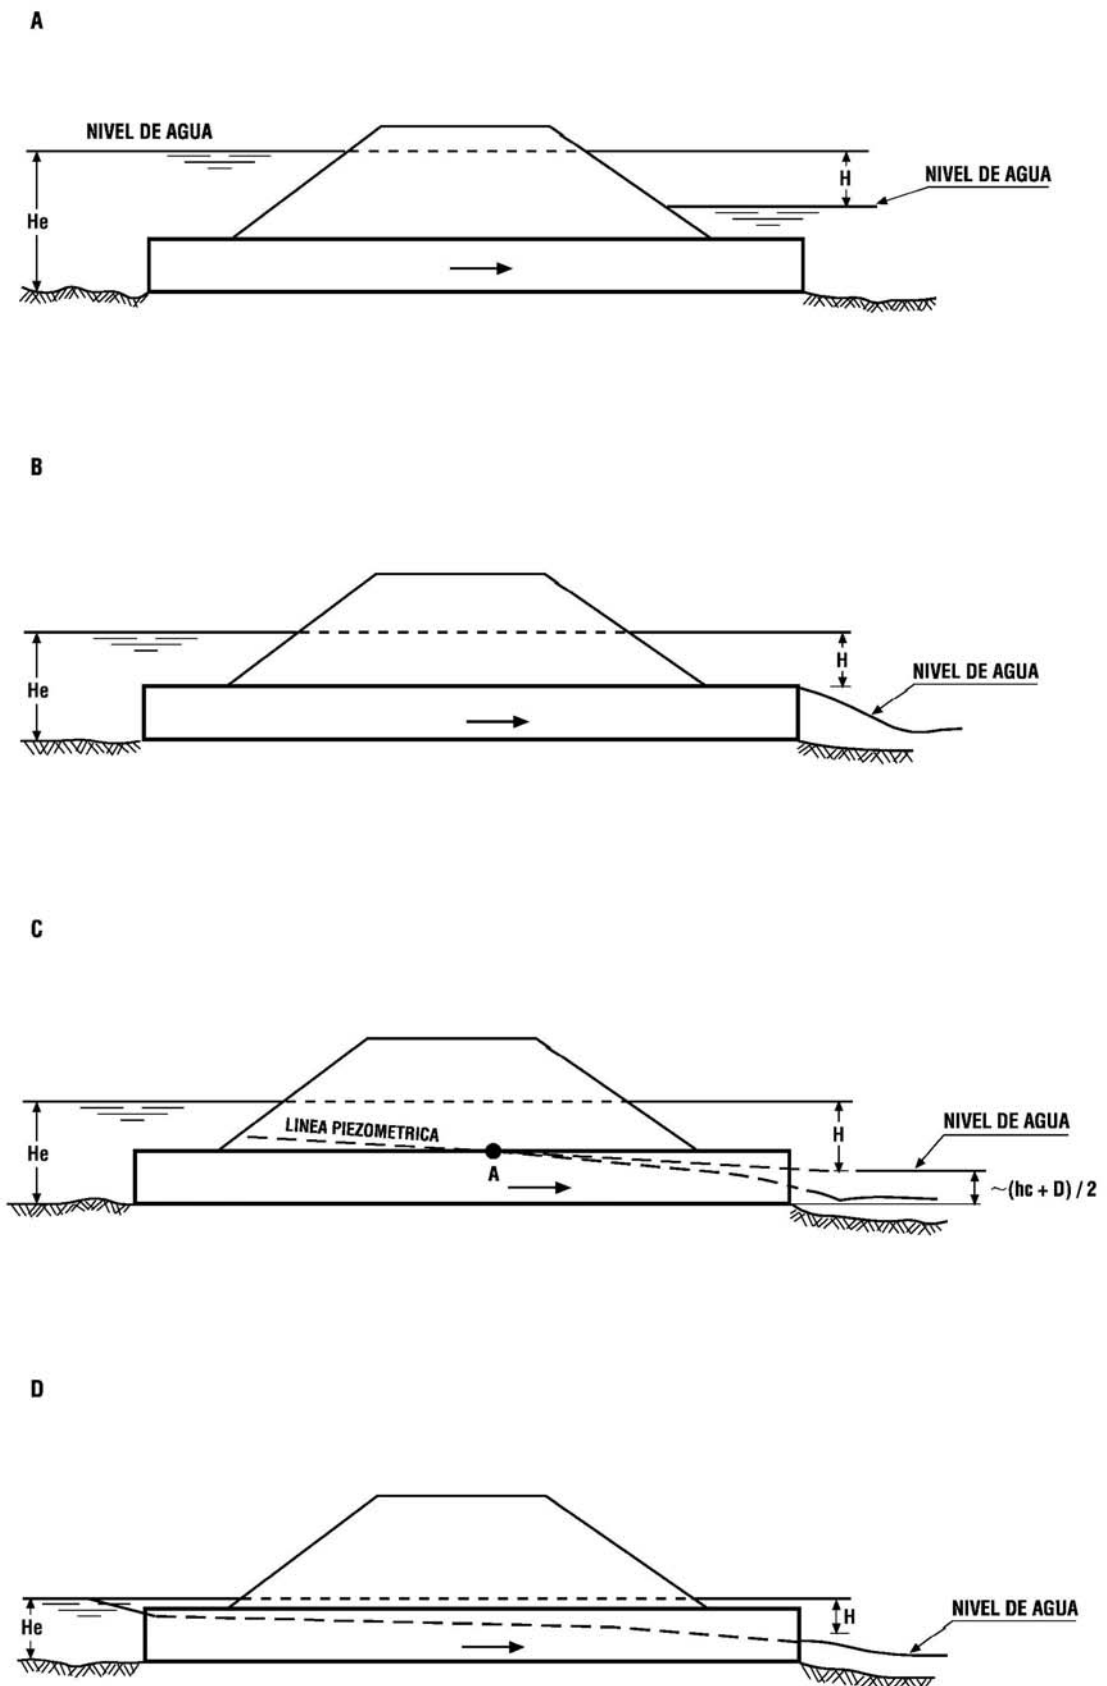 A
NIVEL DE AGUA
H
NIVEL DE AGUA
He
B
H
NIVEL DE AGUA
He
C
LINEA PIEZOMETRICA
H
NIVEL DE AGUA
He
A
~(hc + D) / 2
D
He
H
NIVEL DE AGUA